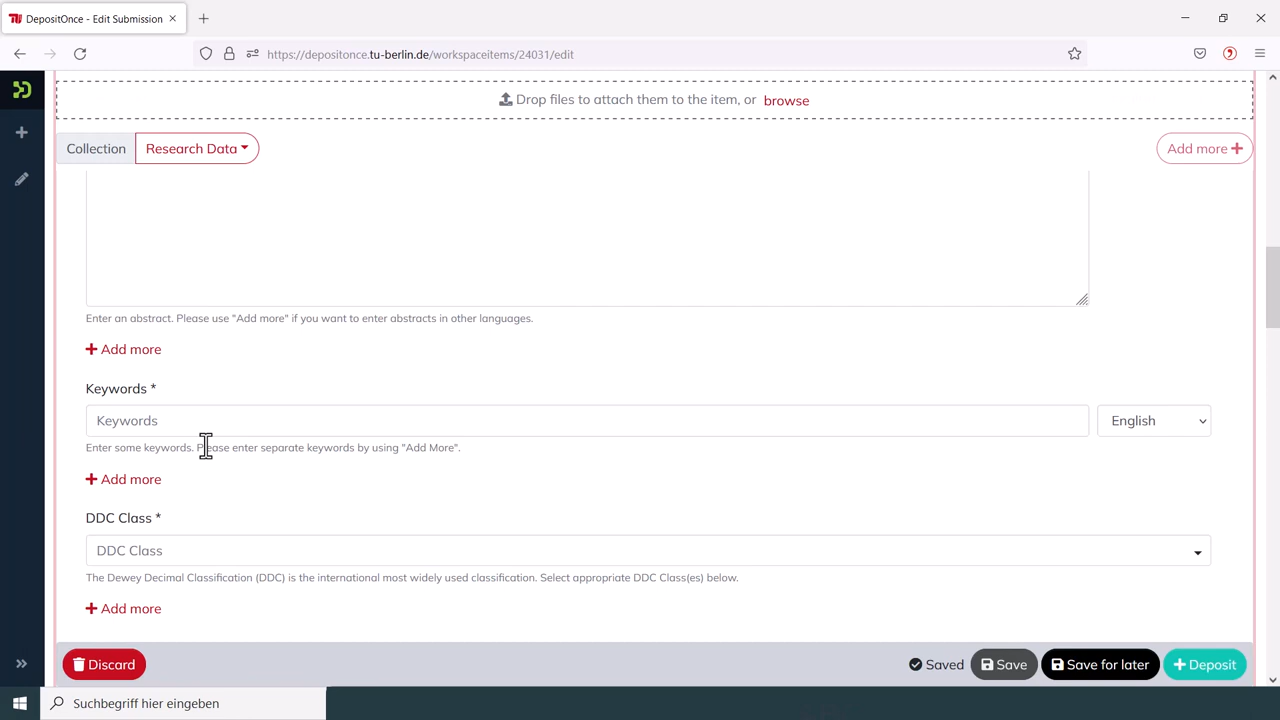 DepositOnce - Edit Submission
https://depositonce.tu-berlin.de/workspaceitems/24031/edit
Drop files to attach them to the item, or browse
Collection
Research Data
Add more
Enter an abstract. Please use "Add more" if you want to enter abstracts in other languages.
Add more
Keywords *
Keywords
English
Enter some keywords. Please enter separate keywords by using "Add More".
Add more
DDC Class *
DDC Class
The Dewey Decimal Classification (DDC) is the international most widely used classification. Select appropriate DDC Class(es) below.
Add more
Discard
Saved
Save
Save for later
Deposit
Suchbegriff hier eingeben